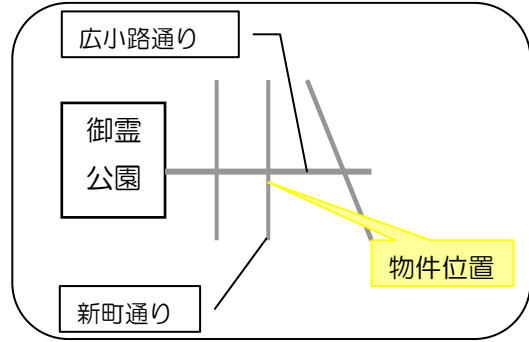 広小路通り
御霊
公園
物件位置
新町通り